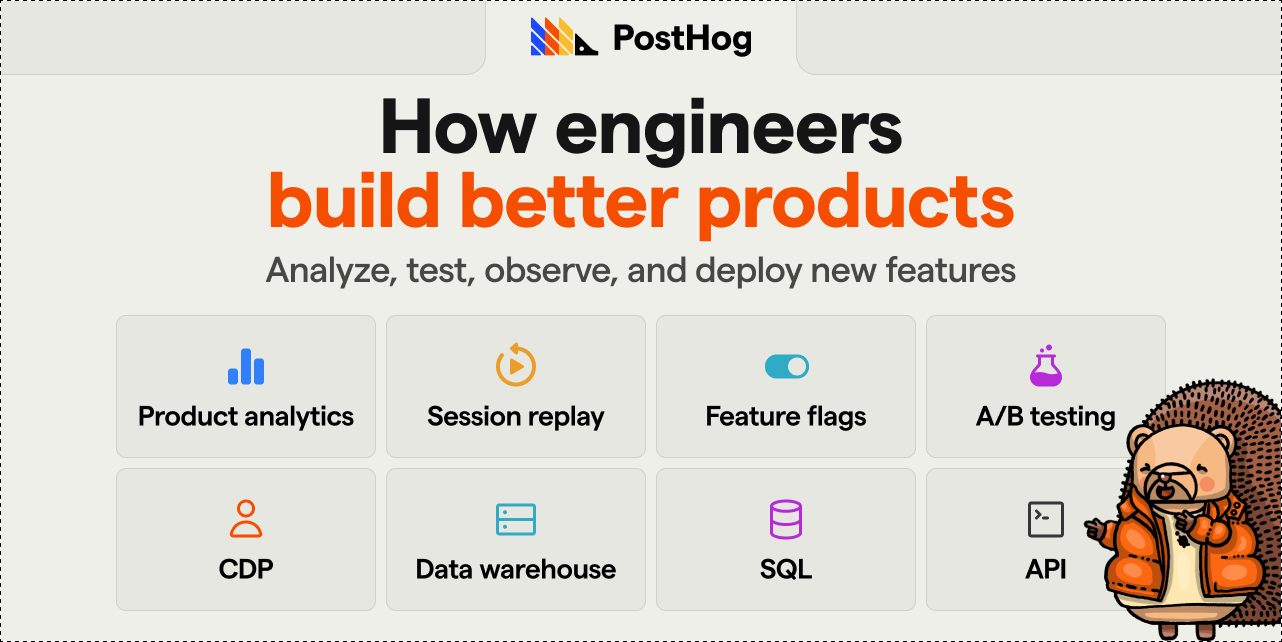 PostHog
How engineers
build better products
Analyze, test, observe, and deploy new features
Product analytics
Session replay
Feature flags
A/B testing
CDP
Data warehouse
SQL
API